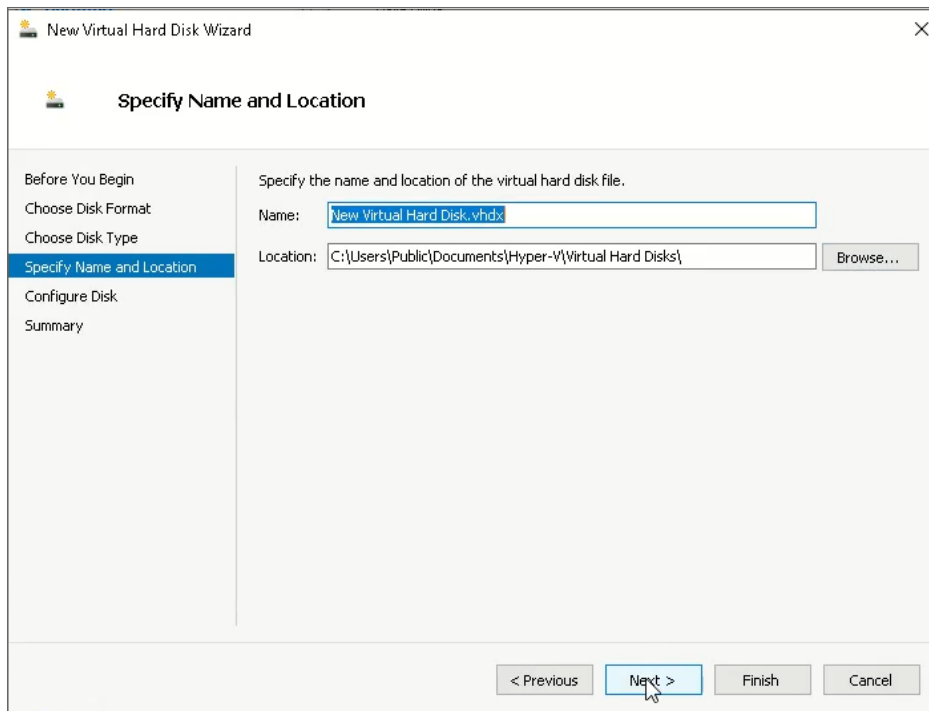 New Virtual Hard Disk Wizard
Specify Name and Location
Before You Begin
Choose Disk Format
Choose Disk Type
Specify Name and Location
Configure Disk
Summary
Specify the name and location of the virtual hard disk file.
Name: New Virtual Hard Disk.vhdx
Location: C:\Users\Public\Documents\Hyper-V\Virtual Hard Disks\ Browse...
< Previous Next > Finish Cancel